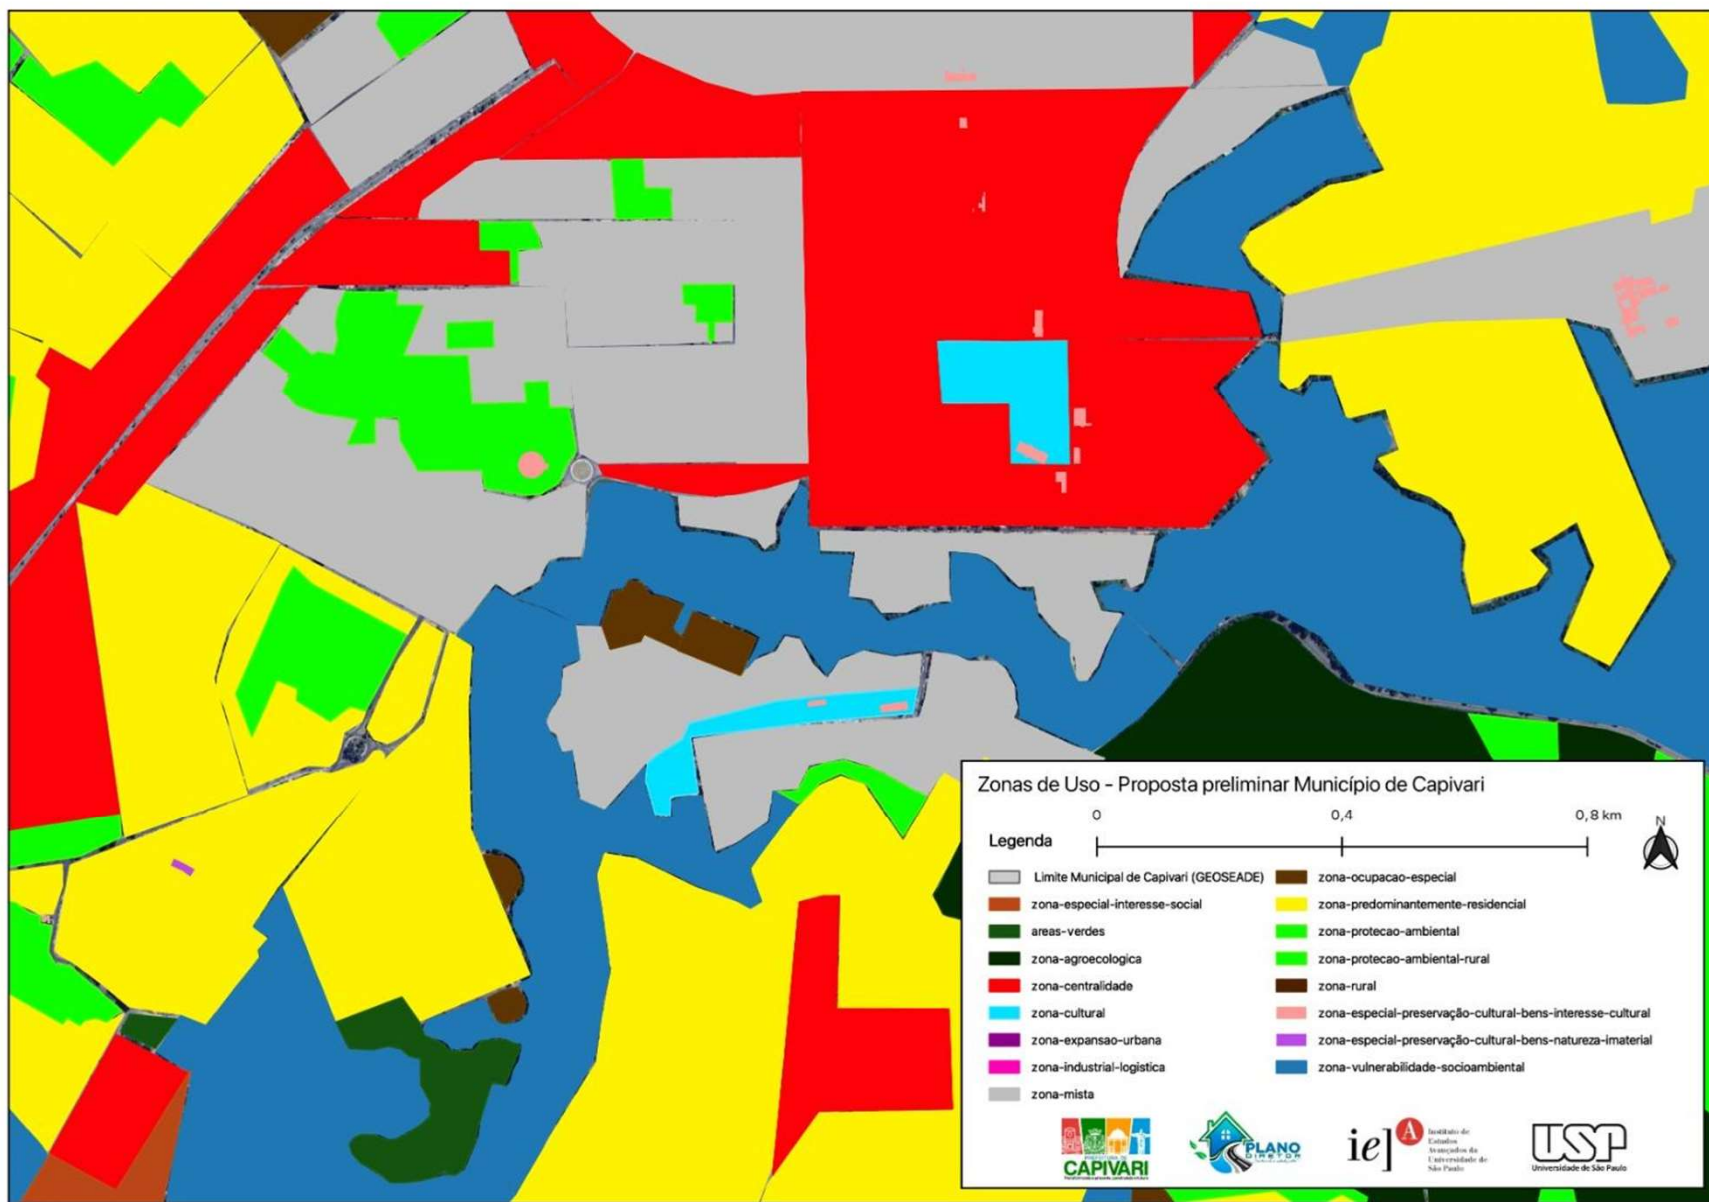 Zonas de Uso - Proposta preliminar Município de Capivari
0 0,4 0,8 km
N
Legenda
Limite Municipal de Capivari (GEOSEADE)
zona-especial-interesse-social
areas-verdes
zona-agroecologica
zona-centralidade
zona-cultural
zona-expansao-urbana
zona-industrial-logistica
zona-mista
zona-ocupacao-especial
zona-predominantemente-residencial
zona-protecao-ambiental
zona-protecao-ambiental-rural
zona-rural
zona-especial-preservação-cultural-bens-interesse-cultural
zona-especial-preservação-cultural-bens-natureza-imaterial
zona-vulnerabilidade-socioambiental
PREFEITURA DE
CAPIVARI
PLANO
DIRETOR
ie] A
Instituto de
Estudos
Avançados da
Universidade de
São Paulo
USP
Universidade de São Paulo